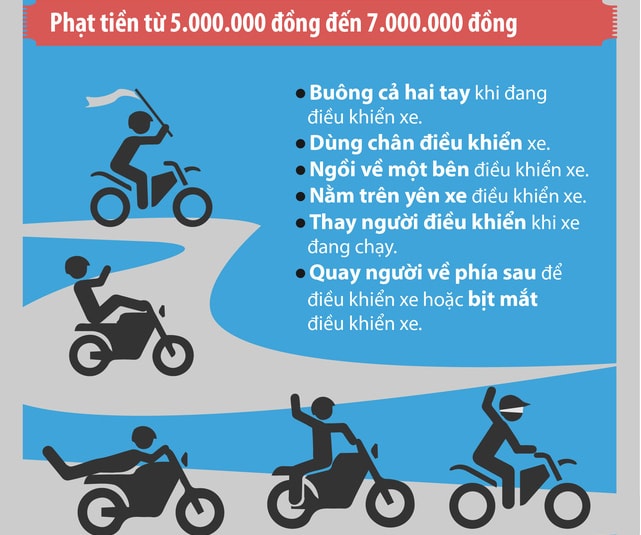 Phạt tiền từ 5.000.000 đồng đến 7.000.000 đồng
● Buông cả hai tay khi đang
điều khiển xe.
● Dùng chân điều khiển xe.
● Ngồi về một bên điều khiển xe.
● Nằm trên yên xe điều khiển xe.
● Thay người điều khiển khi xe
đang chạy.
● Quay người về phía sau để
điều khiển xe hoặc bịt mắt
điều khiển xe.